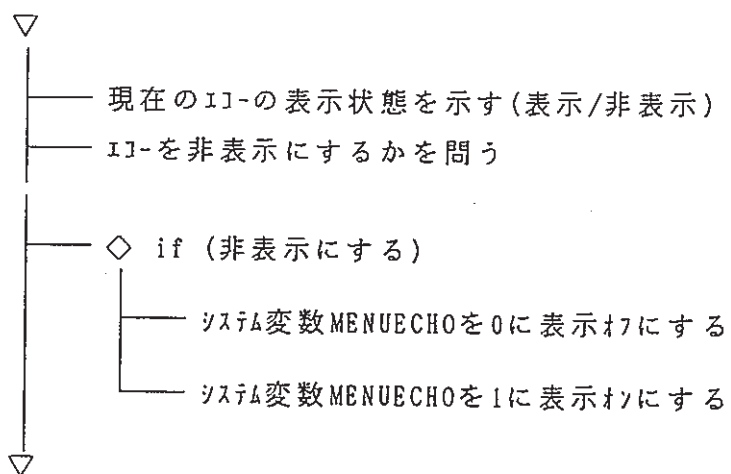 現在のｴｺｰの表示状態を示す(表示/非表示)
ｴｺｰを非表示にするかを問う
◇ if (非表示にする)
ｼｽﾃﾑ変数MENUECHOを0に表示ｵﾌにする
ｼｽﾃﾑ変数MENUECHOを1に表示ｵﾝにする